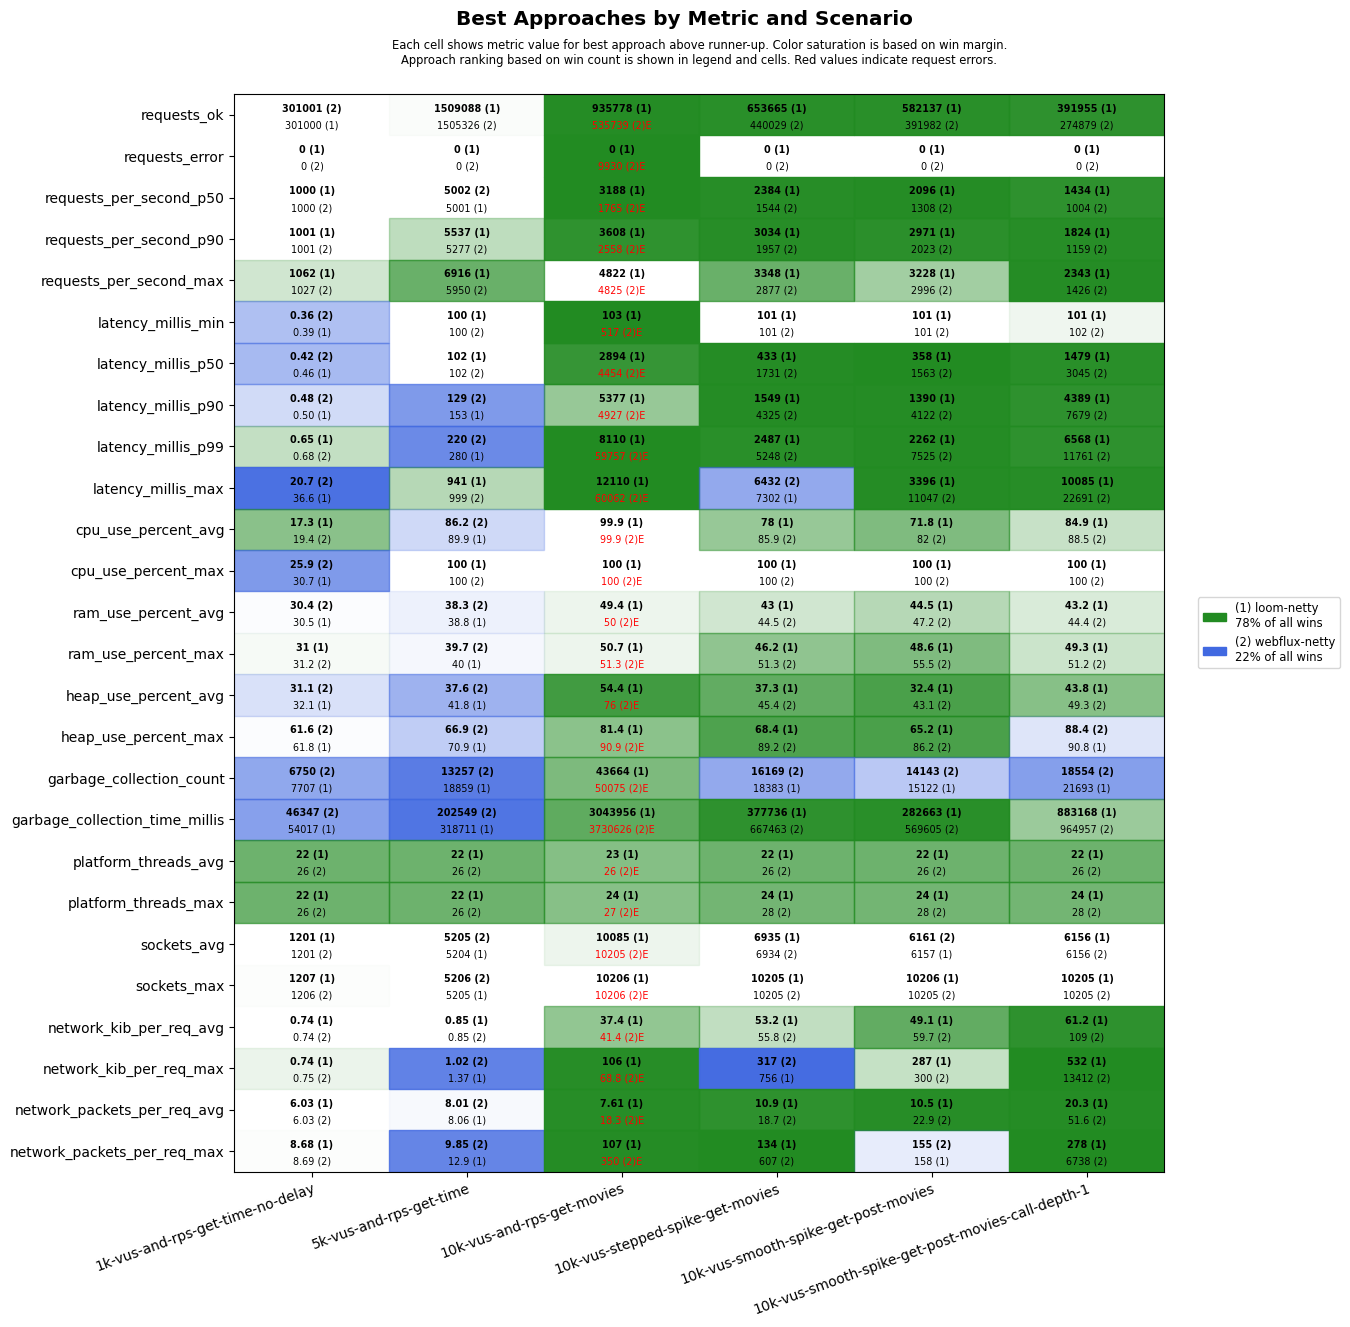 Best Approaches by Metric and Scenario
Each cell shows metric value for best approach above runner-up. Color saturation is based on win margin.
Approach ranking based on win count is shown in legend and cells. Red values indicate request errors.
requests_ok
301001 (2) 1509088 (1) 935778 (1) 653665 (1) 582137 (1) 391955 (1)
301000 (1) 1505326 (2) 535739 (2)E 440029 (2) 391982 (2) 274879 (2)
requests_error
0 (1) 0 (1) 0 (1) 0 (1) 0 (1) 0 (1)
0 (2) 0 (2) 9930 (2)E 0 (2) 0 (2) 0 (2)
requests_per_second_p50
1000 (1) 5002 (2) 3188 (1) 2384 (1) 2096 (1) 1434 (1)
1000 (2) 5001 (1) 1765 (2)E 1544 (2) 1308 (2) 1004 (2)
requests_per_second_p90
1001 (1) 5537 (1) 3608 (1) 3034 (1) 2971 (1) 1824 (1)
1001 (2) 5277 (2) 2558 (2)E 1957 (2) 2023 (2) 1159 (2)
requests_per_second_max
1062 (1) 6916 (1) 4822 (1) 3348 (1) 3228 (1) 2343 (1)
1027 (2) 5950 (2) 4825 (2)E 2877 (2) 2996 (2) 1426 (2)
latency_millis_min
0.36 (2) 100 (1) 103 (1) 101 (1) 101 (1) 101 (1)
0.39 (1) 100 (2) 517 (2)E 101 (2) 101 (2) 102 (2)
latency_millis_p50
0.42 (2) 102 (1) 2894 (1) 433 (1) 358 (1) 1479 (1)
0.46 (1) 102 (2) 4454 (2)E 1731 (2) 1563 (2) 3045 (2)
latency_millis_p90
0.48 (2) 129 (2) 5377 (1) 1549 (1) 1390 (1) 4389 (1)
0.50 (1) 153 (1) 4927 (2)E 4325 (2) 4122 (2) 7679 (2)
latency_millis_p99
0.65 (1) 220 (2) 8110 (1) 2487 (1) 2262 (1) 6568 (1)
0.68 (2) 280 (1) 59757 (2)E 5248 (2) 7525 (2) 11761 (2)
latency_millis_max
20.7 (2) 941 (1) 12110 (1) 6432 (2) 3396 (1) 10085 (1)
36.6 (1) 999 (2) 60062 (2)E 7302 (1) 11047 (2) 22691 (2)
cpu_use_percent_avg
17.3 (1) 86.2 (2) 99.9 (1) 78 (1) 71.8 (1) 84.9 (1)
19.4 (2) 89.9 (1) 99.9 (2)E 85.9 (2) 82 (2) 88.5 (2)
cpu_use_percent_max
25.9 (2) 100 (1) 100 (1) 100 (1) 100 (1) 100 (1)
30.7 (1) 100 (2) 100 (2)E 100 (2) 100 (2) 100 (2)
ram_use_percent_avg
30.4 (2) 38.3 (2) 49.4 (1) 43 (1) 44.5 (1) 43.2 (1)
30.5 (1) 38.8 (1) 50 (2)E 44.5 (2) 47.2 (2) 44.4 (2)
ram_use_percent_max
31 (1) 39.7 (2) 50.7 (1) 46.2 (1) 48.6 (1) 49.3 (1)
31.2 (2) 40 (1) 51.3 (2)E 51.3 (2) 55.5 (2) 51.2 (2)
heap_use_percent_avg
31.1 (2) 37.6 (2) 54.4 (1) 37.3 (1) 32.4 (1) 43.8 (1)
32.1 (1) 41.8 (1) 76 (2)E 45.4 (2) 43.1 (2) 49.3 (2)
heap_use_percent_max
61.6 (2) 66.9 (2) 81.4 (1) 68.4 (1) 65.2 (1) 88.4 (2)
61.8 (1) 70.9 (1) 90.9 (2)E 89.2 (2) 86.2 (2) 90.8 (1)
garbage_collection_count
6750 (2) 13257 (2) 43664 (1) 16169 (2) 14143 (2) 18554 (2)
7707 (1) 18859 (1) 50075 (2)E 18383 (1) 15122 (1) 21693 (1)
garbage_collection_time_millis
46347 (2) 202549 (2) 3043956 (1) 377736 (1) 282663 (1) 883168 (1)
54017 (1) 318711 (1) 3730626 (2)E 667463 (2) 569605 (2) 964957 (2)
platform_threads_avg
22 (1) 22 (1) 23 (1) 22 (1) 22 (1) 22 (1)
26 (2) 26 (2) 26 (2)E 26 (2) 26 (2) 26 (2)
platform_threads_max
22 (1) 22 (1) 24 (1) 24 (1) 24 (1) 24 (1)
26 (2) 26 (2) 27 (2)E 28 (2) 28 (2) 28 (2)
sockets_avg
1201 (1) 5205 (2) 10085 (1) 6935 (1) 6161 (2) 6156 (1)
1201 (2) 5204 (1) 10205 (2)E 6934 (2) 6157 (1) 6156 (2)
sockets_max
1207 (1) 5206 (2) 10206 (1) 10205 (1) 10206 (1) 10205 (1)
1206 (2) 5205 (1) 10206 (2)E 10205 (2) 10205 (2) 10205 (2)
network_kib_per_req_avg
0.74 (1) 0.85 (1) 37.4 (1) 53.2 (1) 49.1 (1) 61.2 (1)
0.74 (2) 0.85 (2) 41.4 (2)E 55.8 (2) 59.7 (2) 109 (2)
network_kib_per_req_max
0.74 (1) 1.02 (2) 106 (1) 317 (2) 287 (1) 532 (1)
0.75 (2) 1.37 (1) 68.8 (2)E 756 (1) 300 (2) 13412 (2)
network_packets_per_req_avg
6.03 (1) 8.01 (2) 7.61 (1) 10.9 (1) 10.5 (1) 20.3 (1)
6.03 (2) 8.06 (1) 18.3 (2)E 18.7 (2) 22.9 (2) 51.6 (2)
network_packets_per_req_max
8.68 (1) 9.85 (2) 107 (1) 134 (1) 155 (2) 278 (1)
8.69 (2) 12.9 (1) 350 (2)E 607 (2) 158 (1) 6738 (2)
1k-vus-and-rps-get-time-no-delay
5k-vus-and-rps-get-time
10k-vus-and-rps-get-movies
10k-vus-stepped-spike-get-movies
10k-vus-smooth-spike-get-post-movies
10k-vus-smooth-spike-get-post-movies-call-depth-1
(1) loom-netty
78% of all wins
(2) webflux-netty
22% of all wins